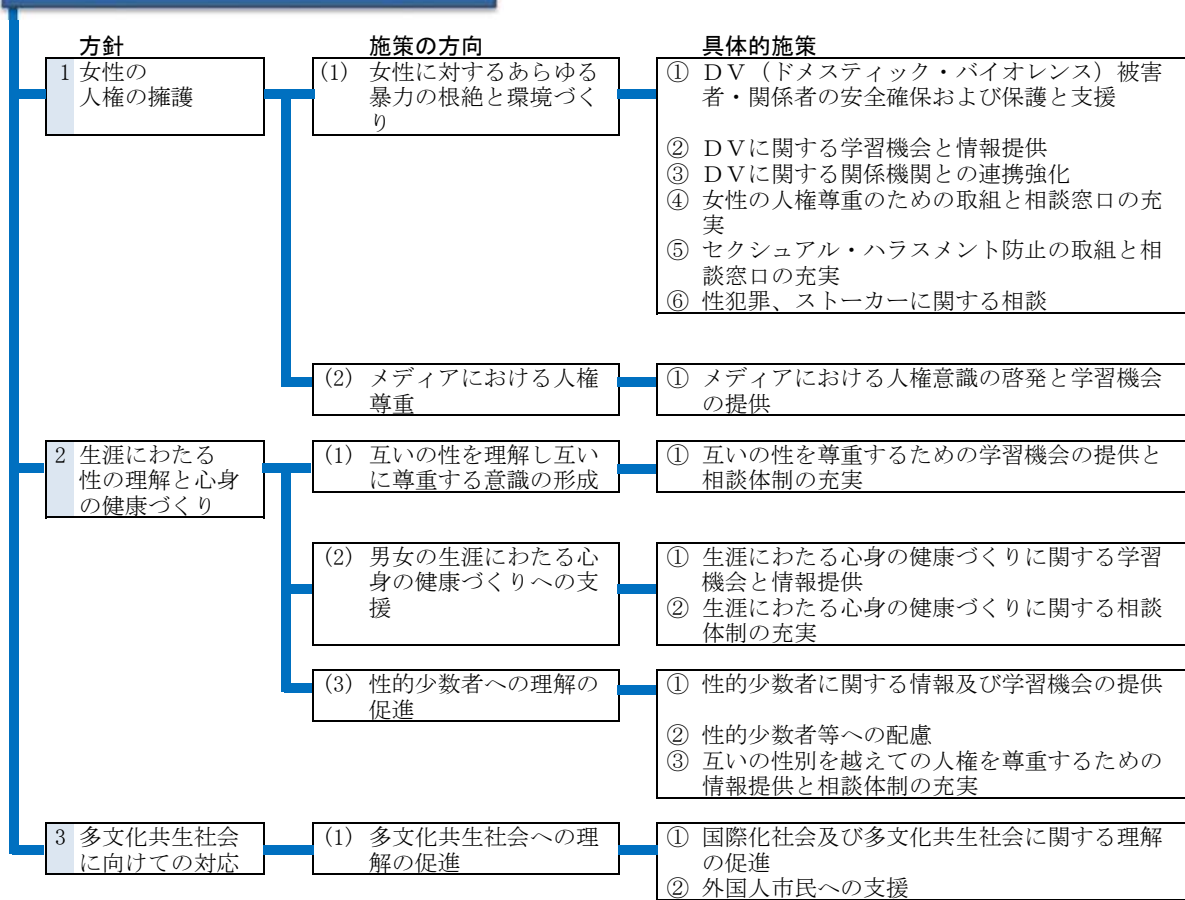 方針
施策の方向
具体的施策
1 女性の
人権の擁護
(1) 女性に対するあらゆる
暴力の根絶と環境づく
り
① ＤＶ（ドメスティック・バイオレンス）被害
者・関係者の安全確保および保護と支援
② ＤＶに関する学習機会と情報提供
③ ＤＶに関する関係機関との連携強化
④ 女性の人権尊重のための取組と相談窓口の充
実
⑤ セクシュアル・ハラスメント防止の取組と相
談窓口の充実
⑥ 性犯罪、ストーカーに関する相談
(2) メディアにおける人権
尊重
① メディアにおける人権意識の啓発と学習機会
の提供
2 生涯にわたる
性の理解と心身
の健康づくり
(1) 互いの性を理解し互い
に尊重する意識の形成
① 互いの性を尊重するための学習機会の提供と
相談体制の充実
(2) 男女の生涯にわたる心
身の健康づくりへの支
援
① 生涯にわたる心身の健康づくりに関する学習
機会と情報提供
② 生涯にわたる心身の健康づくりに関する相談
体制の充実
(3) 性的少数者への理解の
促進
① 性的少数者に関する情報及び学習機会の提供
② 性的少数者等への配慮
③ 互いの性別を越えての人権を尊重するための
情報提供と相談体制の充実
3 多文化共生社会
に向けての対応
(1) 多文化共生社会への理
解の促進
① 国際化社会及び多文化共生社会に関する理解
の促進
② 外国人市民への支援